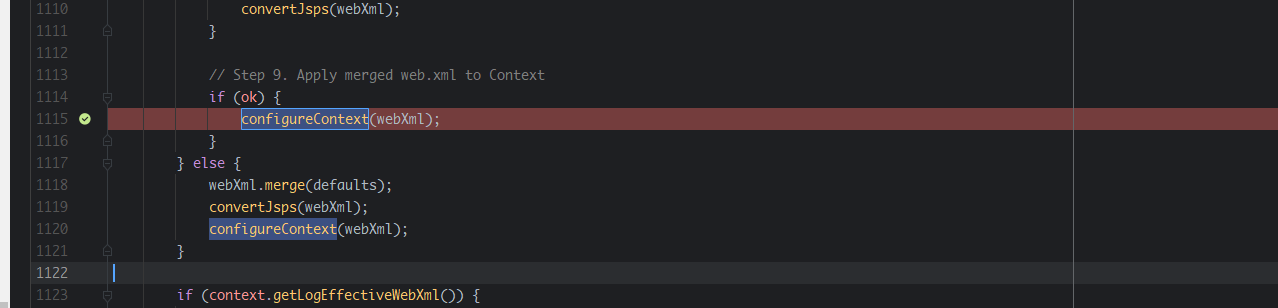 1110                convertJsps(webXml);
1111            }
1112
1113            // Step 9. Apply merged web.xml to Context
1114            if (ok) {
1115                configureContext(webXml);
1116            }
1117        } else {
1118            webXml.merge(defaults);
1119            convertJsps(webXml);
1120            configureContext(webXml);
1121        }
1122
1123        if (context.getLogEffectiveWebXml()) {